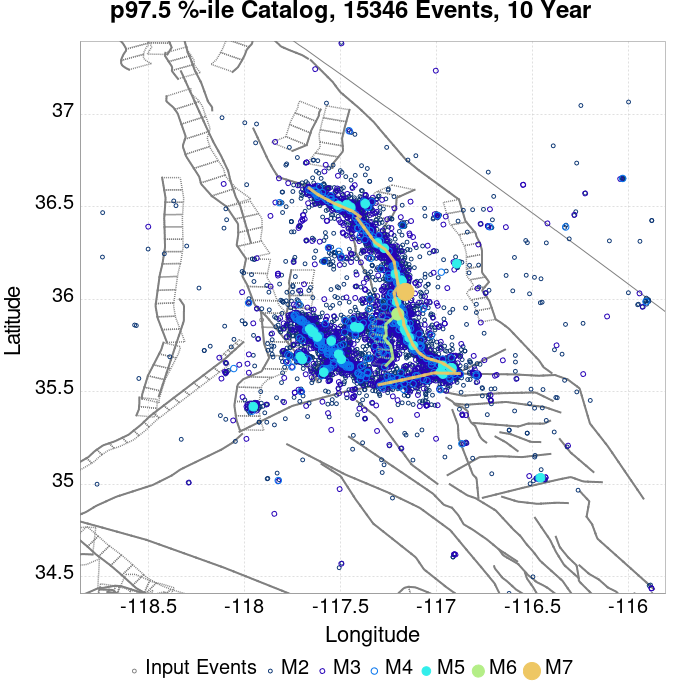 p97.5 %-ile Catalog, 15346 Events, 10 Year
37
36.5
36
35.5
35
34.5
Latitude
-118.5 -118 -117.5 -117 -116.5 -116
Longitude
Input Events M2 M3 M4 M5 M6 M7